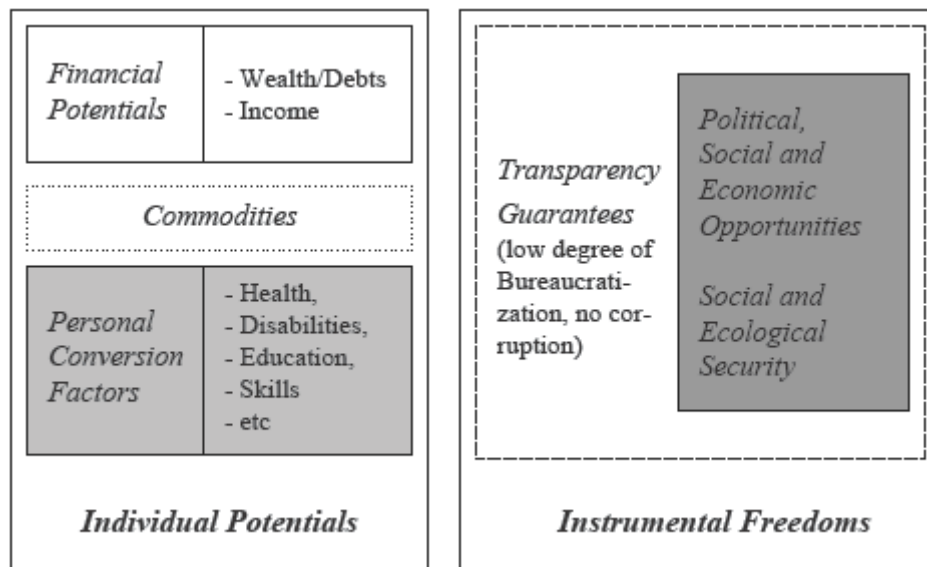 Financial
Potentials
- Wealth/Debts
- Income
Commodities
Personal
Conversion
Factors
- Health,
- Disabilities,
- Education,
- Skills
- etc
Individual Potentials
Transparency
Guarantees
(low degree of
Bureaucrati-
zation, no cor-
ruption)
Political,
Social and
Economic
Opportunities
Social and
Ecological
Security
Instrumental Freedoms